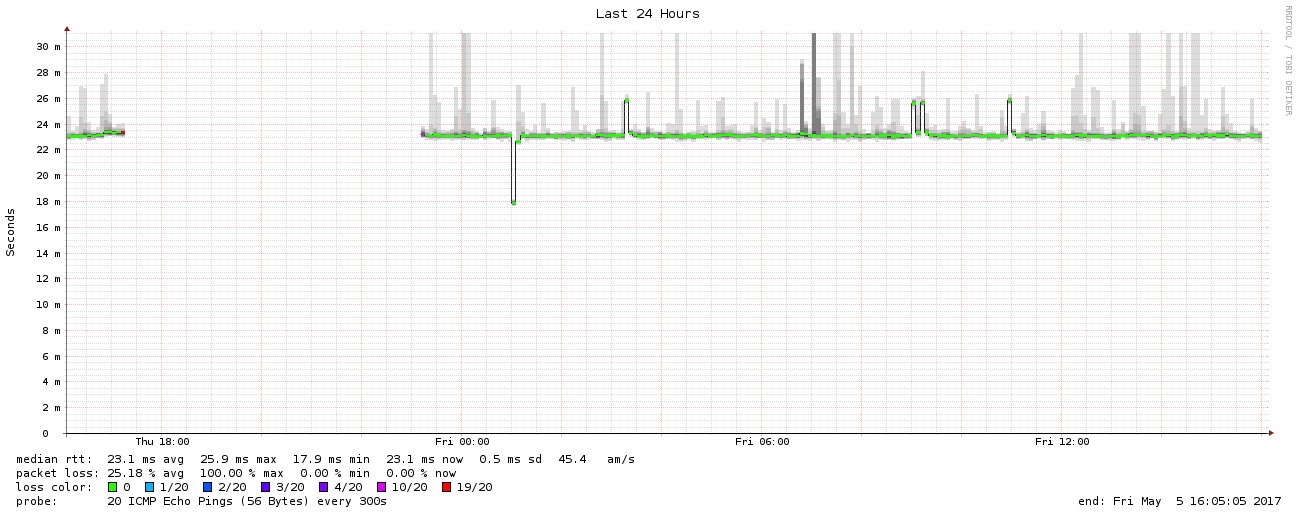 Last 24 Hours
RRDTOOL / TOBI OETIKER
Seconds
30 m
28 m
26 m
24 m
22 m
20 m
18 m
16 m
14 m
12 m
10 m
8 m
6 m
4 m
2 m
0
Thu 18:00 Fri 00:00 Fri 06:00 Fri 12:00
median rtt: 23.1 ms avg 25.9 ms max 17.9 ms min 23.1 ms now 0.5 ms sd 45.4 am/s
packet loss: 25.18 % avg 100.00 % max 0.00 % min 0.00 % now
loss color: 0 1/20 2/20 3/20 4/20 10/20 19/20
probe: 20 ICMP Echo Pings (56 Bytes) every 300s end: Fri May 5 16:05:05 2017